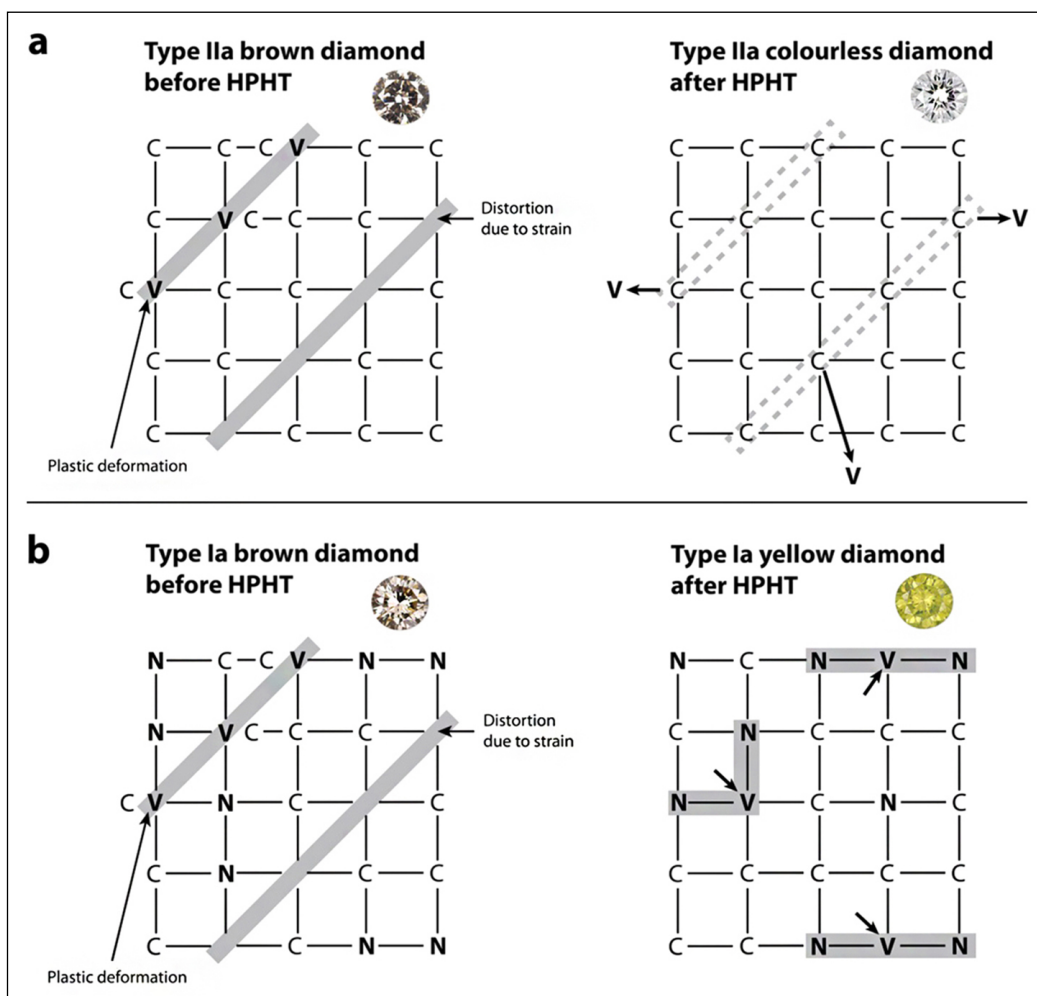 a
Type IIa brown diamond
before HPHT
C C C V C C
C V C C C
Distortion
due to strain
C V C C C
C C C C
C C C C
Plastic deformation
Type IIa colourless diamond
after HPHT
C C C C C
C C C C C V
V C C C C C
C C C C C
C C C C C
V
b
Type Ia brown diamond
before HPHT
N C C V N N
N V C C C
Distortion
due to strain
C V N C C
C N C C
C C N N
Plastic deformation
Type Ia yellow diamond
after HPHT
N C N V N
C N C C C
N V C N C
C C C C C
C C N V N